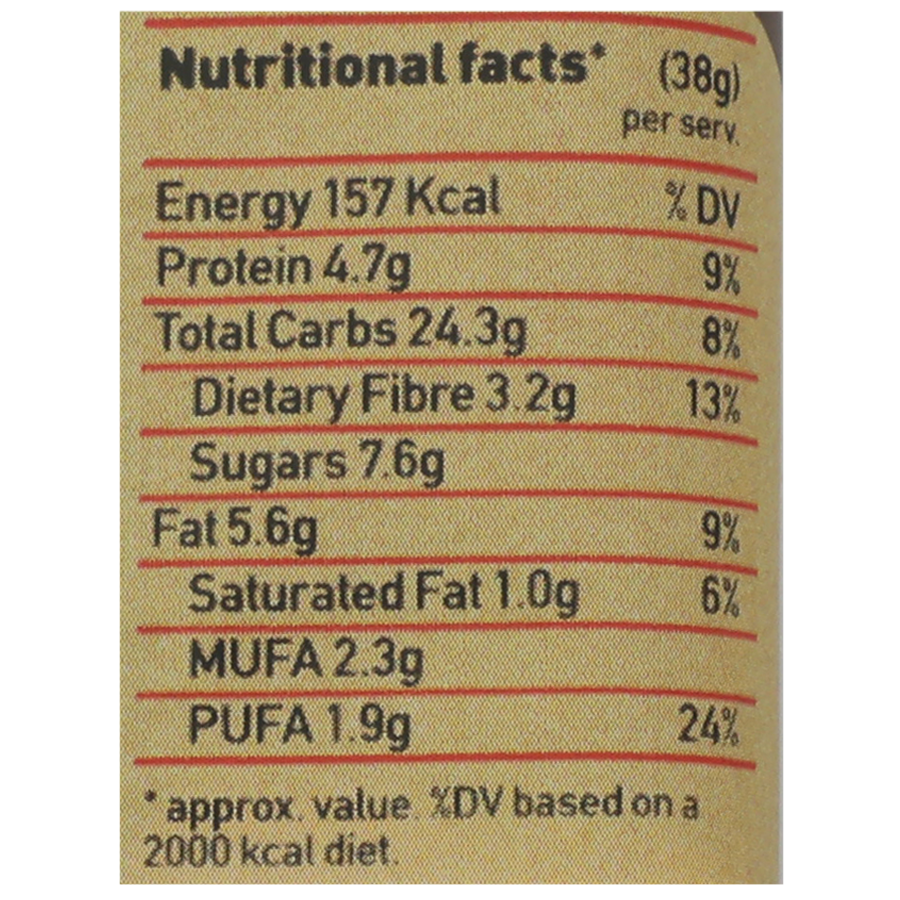 Nutritional facts* (38g)
per serv.
Energy 157 Kcal % DV
Protein 4.7g 9%
Total Carbs 24.3g 8%
Dietary Fibre 3.2g 13%
Sugars 7.6g
Fat 5.6g 9%
Saturated Fat 1.0g 6%
MUFA 2.3g
PUFA 1.9g 24%
* approx. value. %DV based on a
2000 kcal diet.